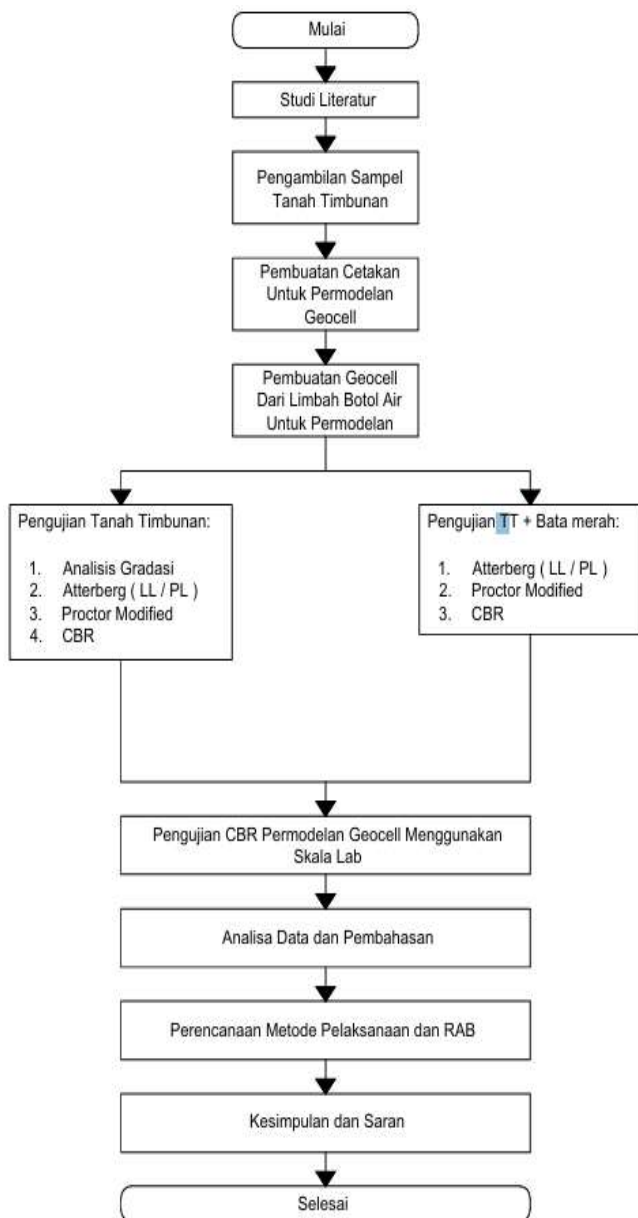 Mulai
Studi Literatur
Pengambilan Sampel
Tanah Timbunan
Pembuatan Cetakan
Untuk Permodelan
Geocell
Pembuatan Geocell
Dari Limbah Botol Air
Untuk Permodelan
Pengujian Tanah Timbunan:
1. Analisis Gradasi
2. Atterberg ( LL / PL )
3. Proctor Modified
4. CBR
Pengujian TT + Bata merah:
1. Atterberg ( LL / PL )
2. Proctor Modified
3. CBR
Pengujian CBR Permodelan Geocell Menggunakan
Skala Lab
Analisa Data dan Pembahasan
Perencanaan Metode Pelaksanaan dan RAB
Kesimpulan dan Saran
Selesai